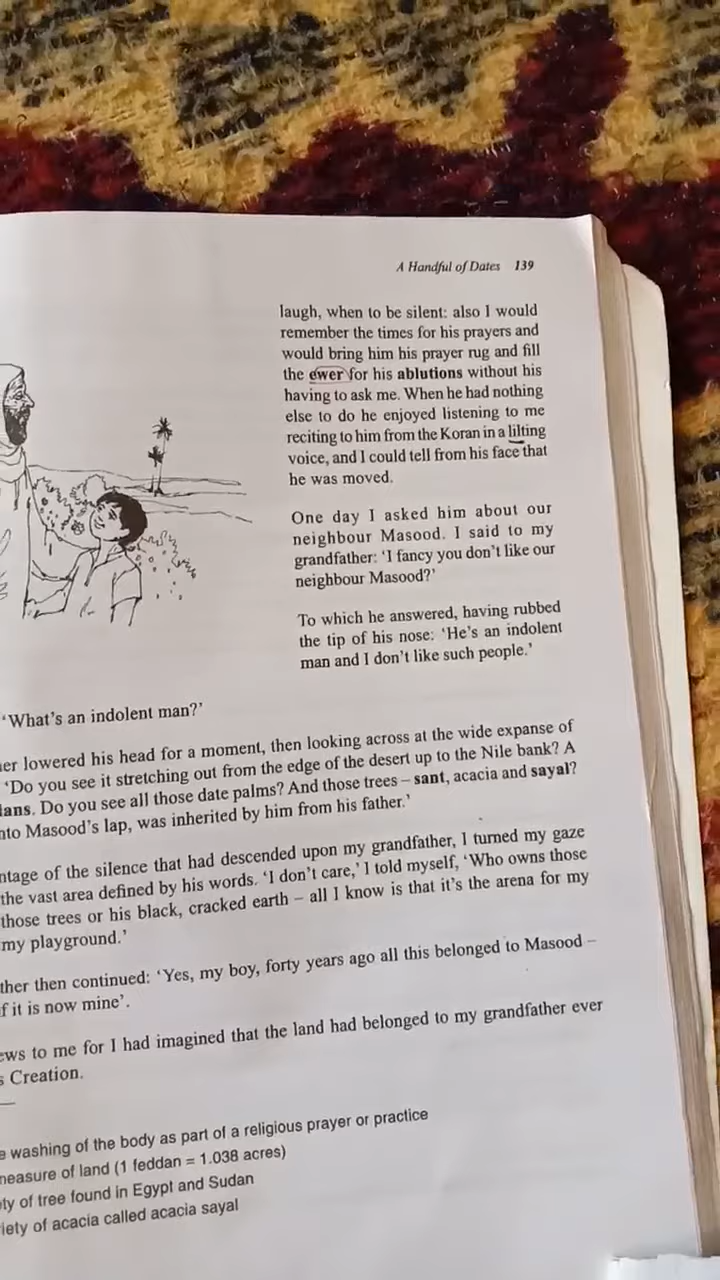 A Handful of Dates 139
laugh, when to be silent: also I would
remember the times for his prayers and
would bring him his prayer rug and fill
the ewer for his ablutions without his
having to ask me. When he had nothing
else to do he enjoyed listening to me
reciting to him from the Koran in a lilting
voice, and I could tell from his face that
he was moved.
One day I asked him about our
neighbour Masood. I said to my
grandfather: ‘I fancy you don’t like our
neighbour Masood?’
To which he answered, having rubbed
the tip of his nose: ‘He’s an indolent
man and I don’t like such people.’
‘What’s an indolent man?’
er lowered his head for a moment, then looking across at the wide expanse of
‘Do you see it stretching out from the edge of the desert up to the Nile bank? A
ans. Do you see all those date palms? And those trees – sant, acacia and sayal?
nto Masood’s lap, was inherited by him from his father.’
ntage of the silence that had descended upon my grandfather, I turned my gaze
the vast area defined by his words. ‘I don’t care,’ I told myself, ‘Who owns those
those trees or his black, cracked earth – all I know is that it’s the arena for my
my playground.’
ther then continued: ‘Yes, my boy, forty years ago all this belonged to Masood –
f it is now mine’.
ews to me for I had imagined that the land had belonged to my grandfather ever
s Creation.
e washing of the body as part of a religious prayer or practice
measure of land (1 feddan = 1.038 acres)
ty of tree found in Egypt and Sudan
riety of acacia called acacia sayal